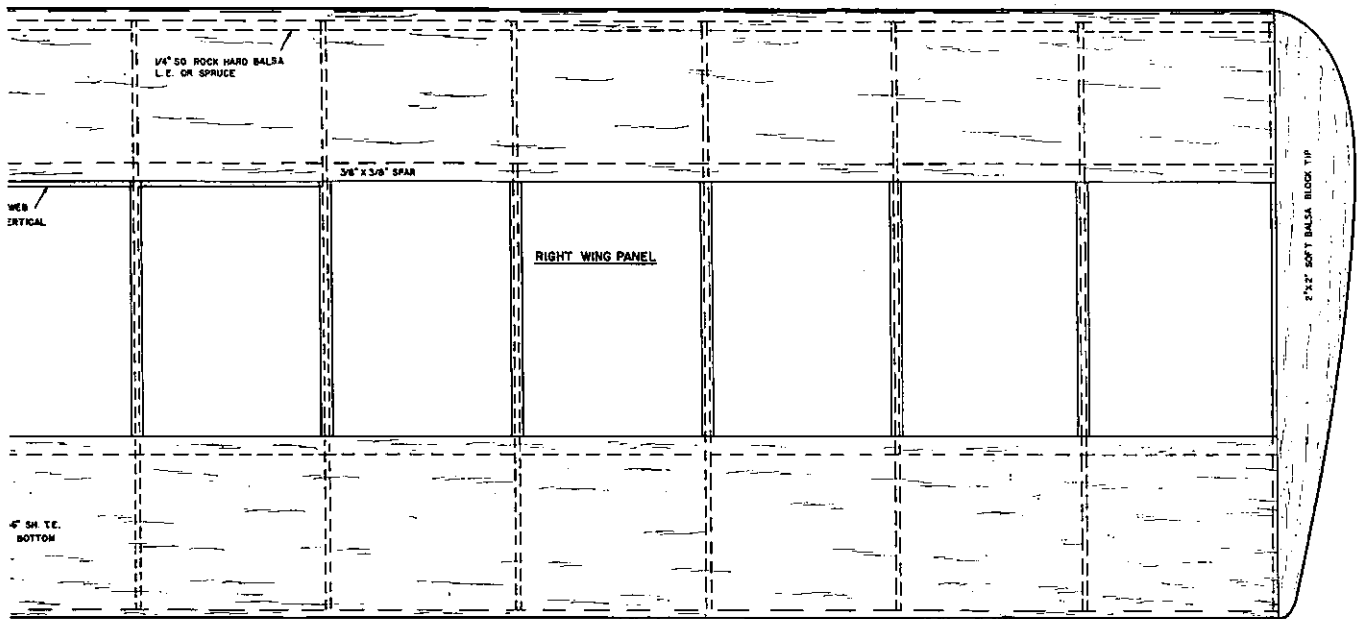 1/4" SQ ROCK HARD BALSA
L.E. OR SPRUCE
3/8" X 3/8" SPAR
WEB
ERTICAL
RIGHT WING PANEL
2"X2" SOFT BALSA BLOCK TIP
6" SH. T.E.
BOTTOM